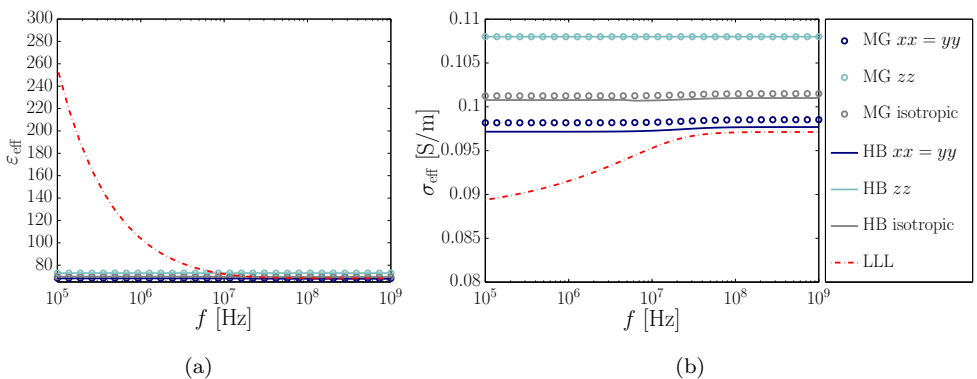 300
280
260
240
220
200
180
160
140
120
100
80
ε_eff
10^5
10^6
10^7
10^8
10^9
f [Hz]
(a)
0.11
0.105
0.1
0.095
0.09
0.085
0.08
σ_eff [S/m]
10^5
10^6
10^7
10^8
10^9
f [Hz]
(b)
MG xx = yy
MG zz
MG isotropic
HB xx = yy
HB zz
HB isotropic
LLL